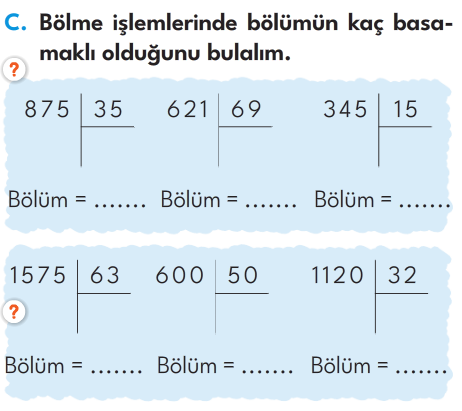 C. Bölme işlemlerinde bölümün kaç basa-
maklı olduğunu bulalım.
?
875 35 621 69 345 15
Bölüm = ....... Bölüm = ....... Bölüm = .......
1575 63 600 50 1120 32
?
Bölüm = ....... Bölüm = ....... Bölüm = .......